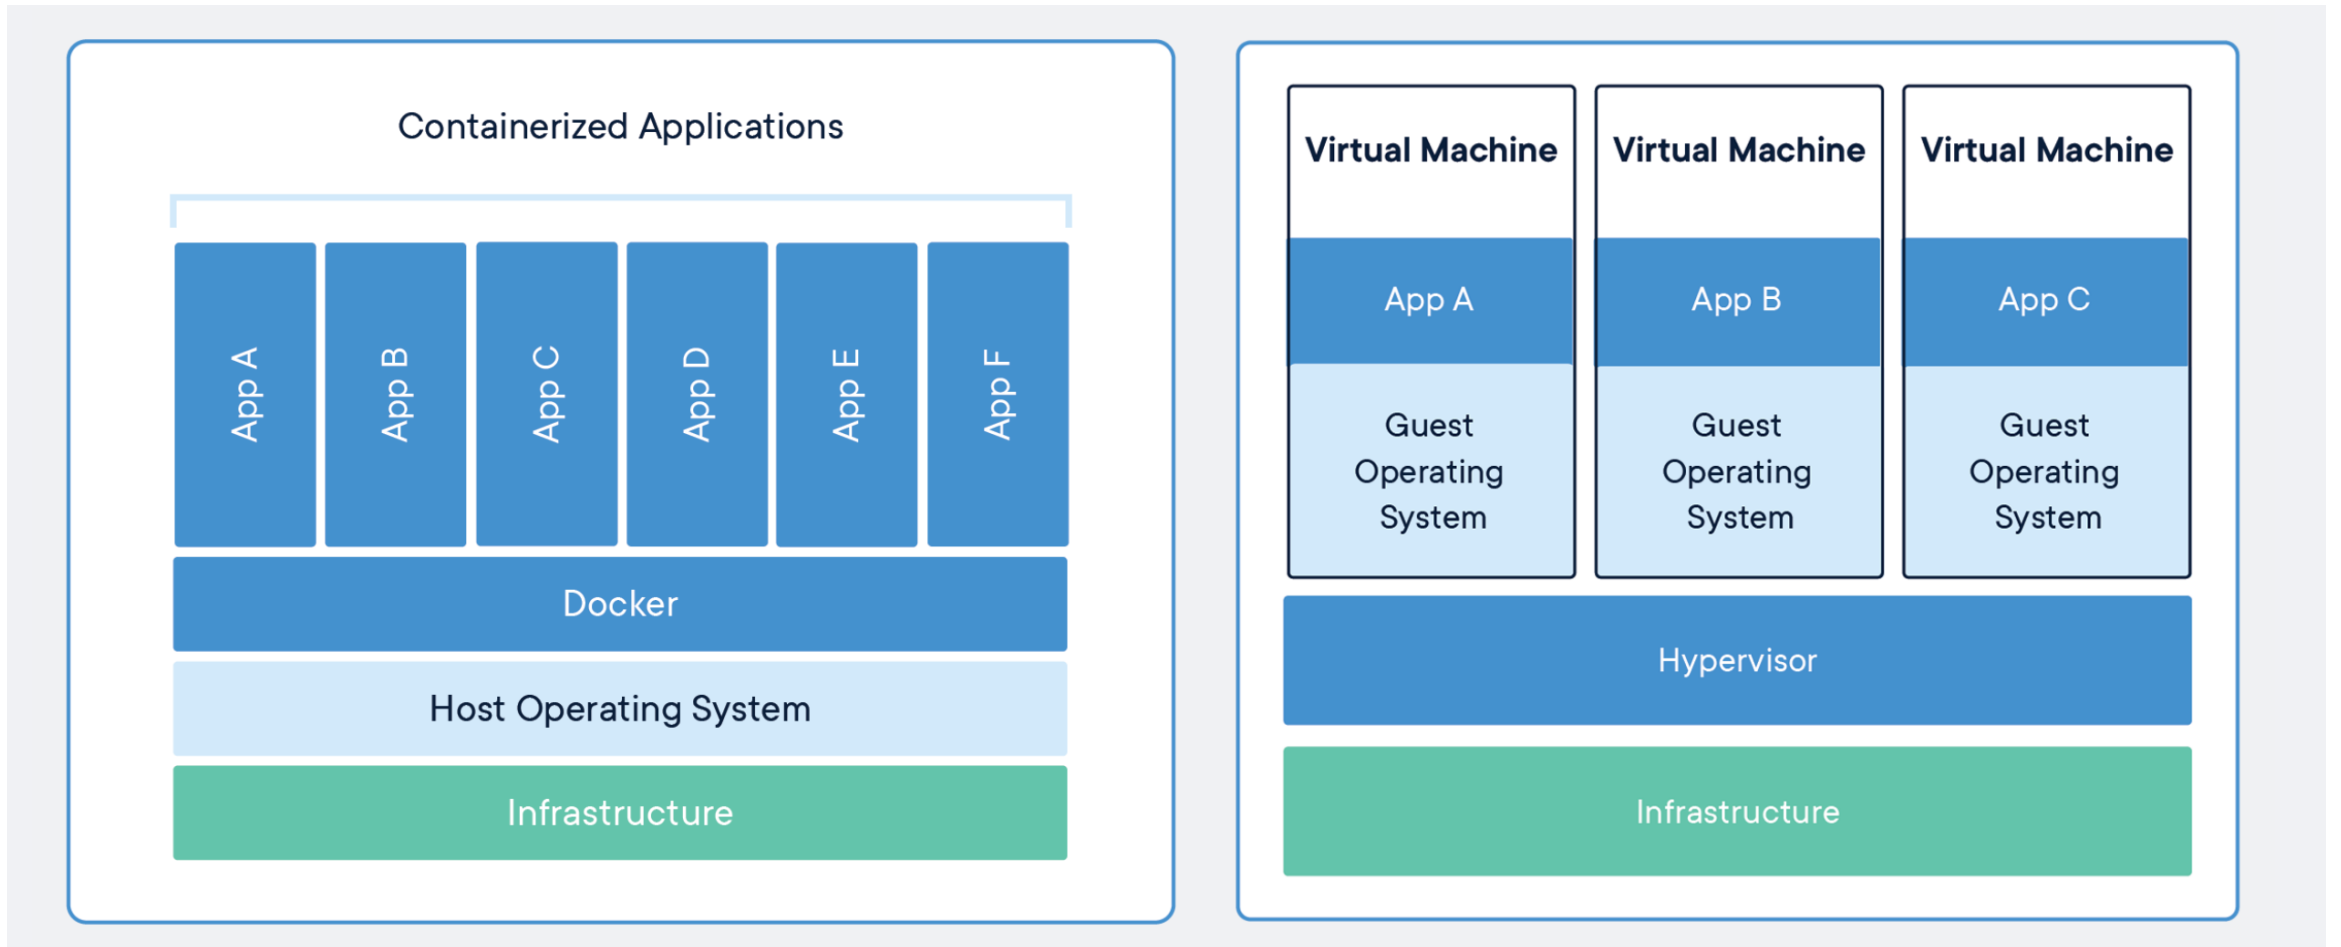 Containerized Applications
App A
App B
App C
App D
App E
App F
Docker
Host Operating System
Infrastructure
Virtual Machine
App A
Guest
Operating
System
Virtual Machine
App B
Guest
Operating
System
Virtual Machine
App C
Guest
Operating
System
Hypervisor
Infrastructure